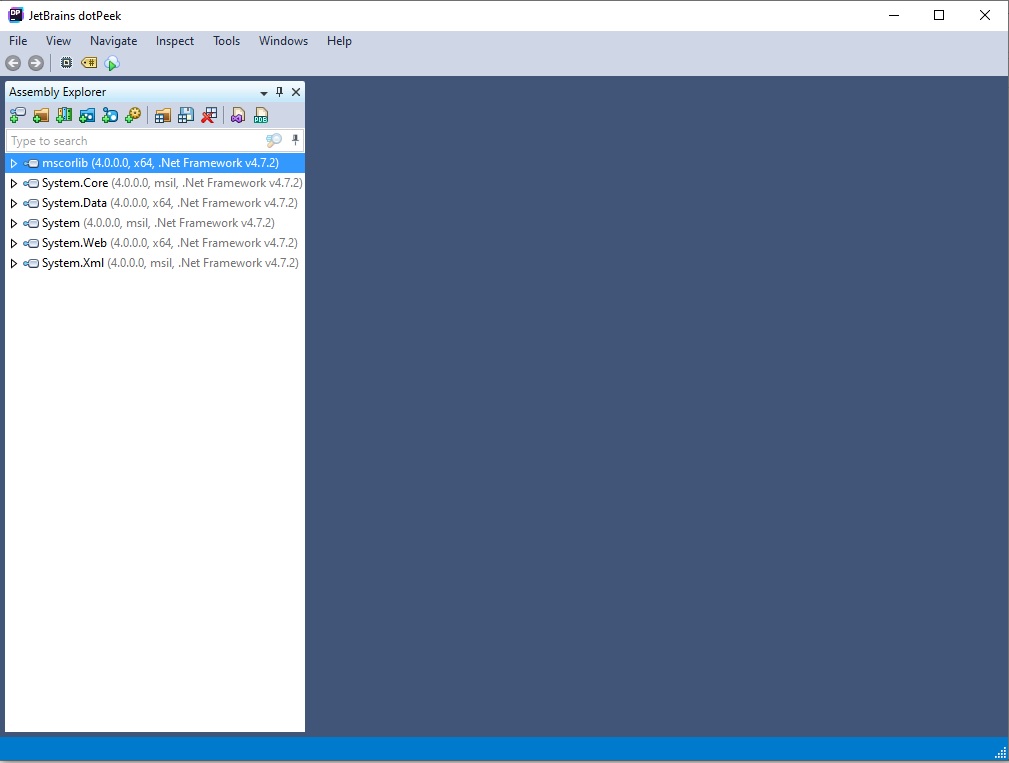 JetBrains dotPeek
File View Navigate Inspect Tools Windows Help
Assembly Explorer
Type to search
mscorlib (4.0.0.0, x64, .Net Framework v4.7.2)
System.Core (4.0.0.0, msil, .Net Framework v4.7.2)
System.Data (4.0.0.0, x64, .Net Framework v4.7.2)
System (4.0.0.0, msil, .Net Framework v4.7.2)
System.Web (4.0.0.0, x64, .Net Framework v4.7.2)
System.Xml (4.0.0.0, msil, .Net Framework v4.7.2)